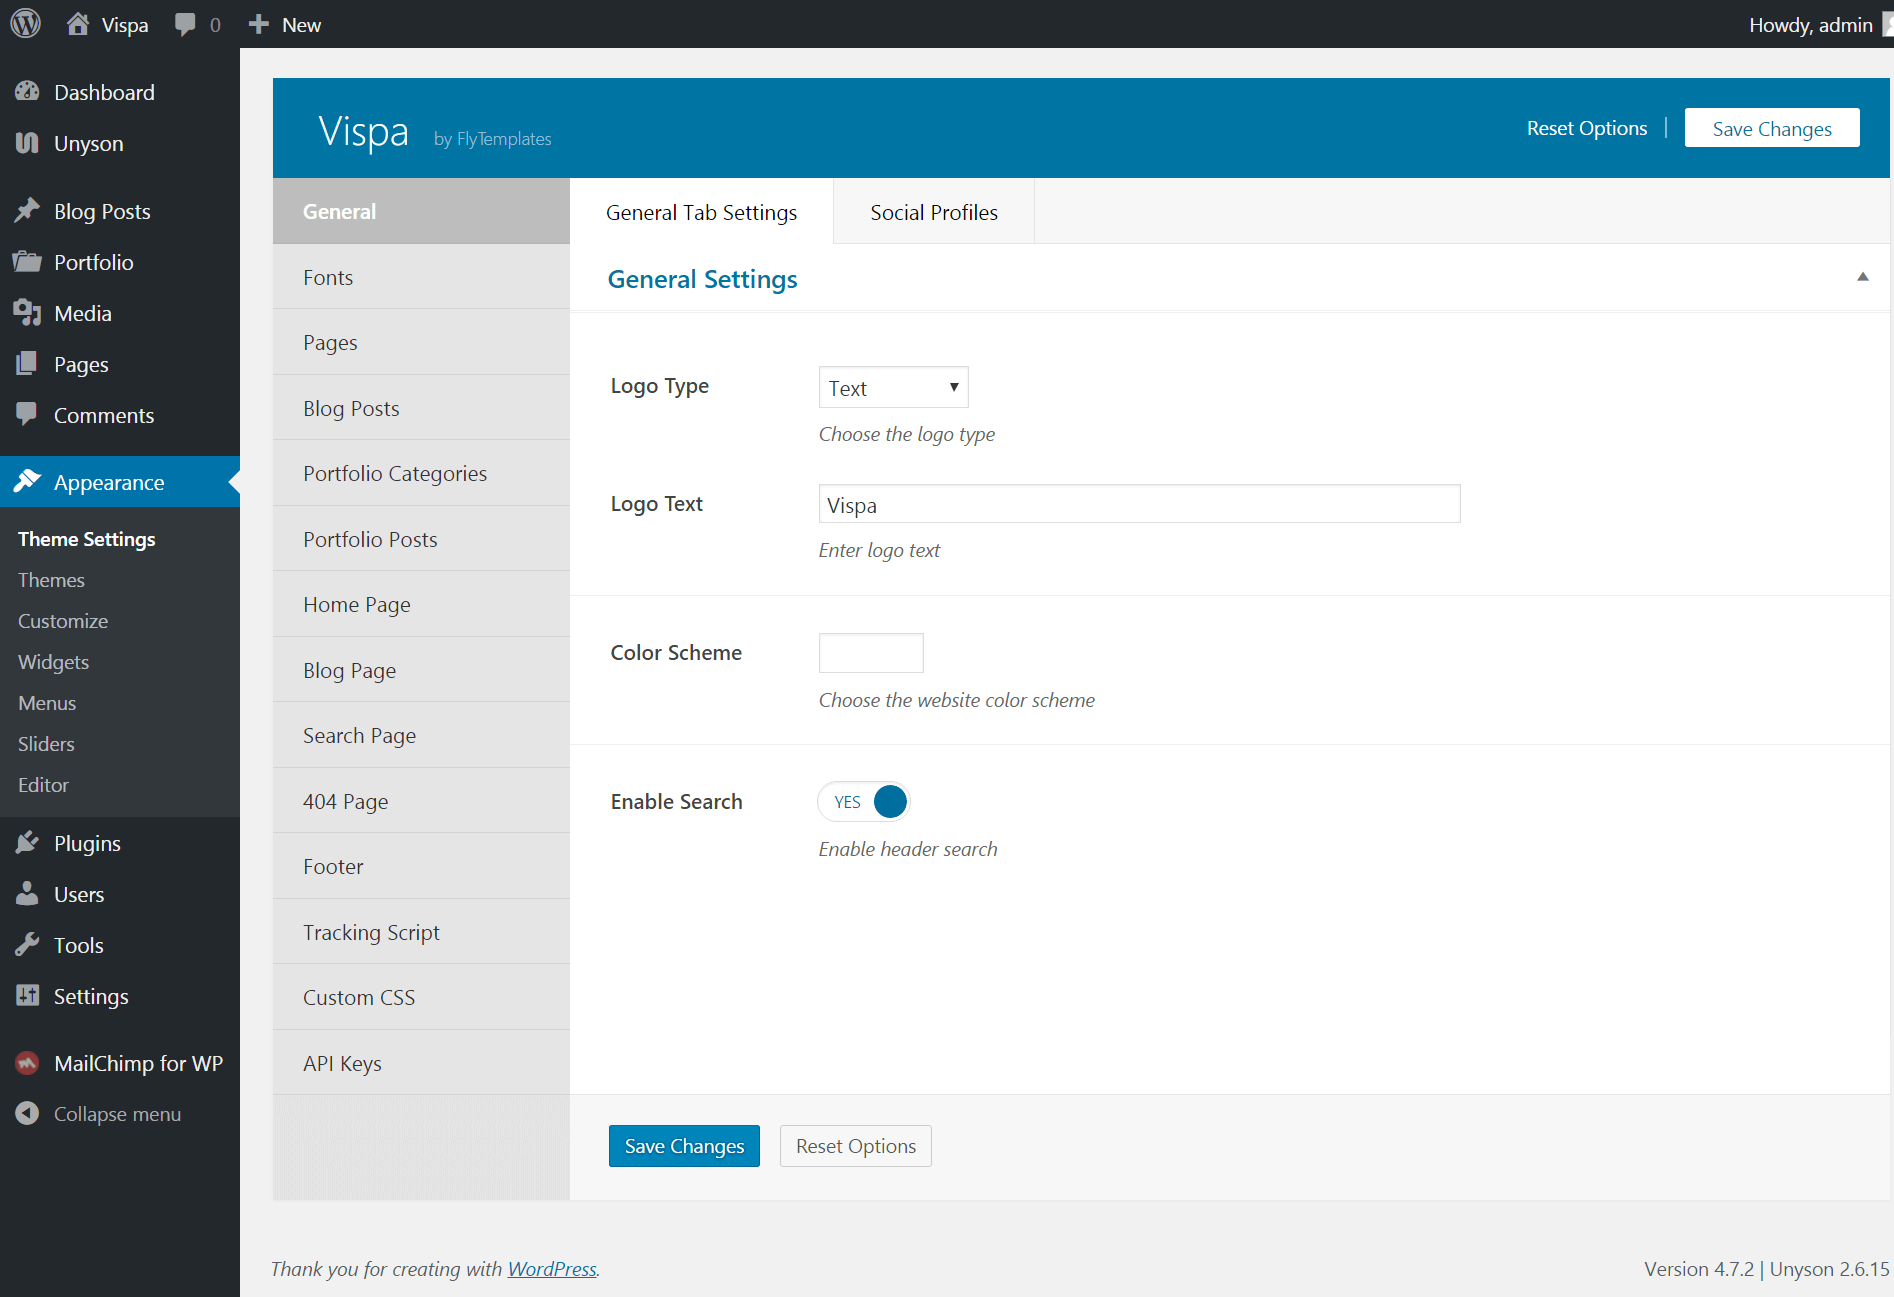 Vispa
0
New
Howdy, admin
Dashboard
Unyson
Blog Posts
Portfolio
Media
Pages
Comments
Appearance
Theme Settings
Themes
Customize
Widgets
Menus
Sliders
Editor
Plugins
Users
Tools
Settings
MailChimp for WP
Collapse menu
Vispa by FlyTemplates
Reset Options
Save Changes
General
Fonts
Pages
Blog Posts
Portfolio Categories
Portfolio Posts
Home Page
Blog Page
Search Page
404 Page
Footer
Tracking Script
Custom CSS
API Keys
General Tab Settings
Social Profiles
General Settings
Logo Type
Text
Choose the logo type
Logo Text
Vispa
Enter logo text
Color Scheme
Choose the website color scheme
Enable Search
YES
Enable header search
Save Changes
Reset Options
Thank you for creating with WordPress.
Version 4.7.2 | Unyson 2.6.15